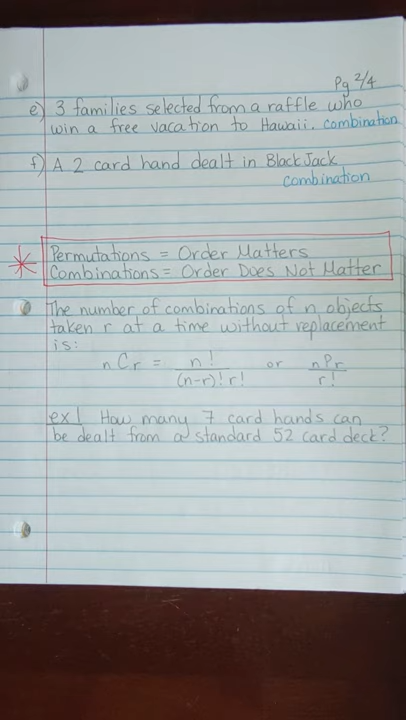 Pg 2/4
e) 3 families selected from a raffle who
win a free vacation to Hawaii. combination
f) A 2 card hand dealt in Black Jack
combination
* Permutations = Order Matters
Combinations = Order Does Not Matter
The number of combinations of n objects
taken r at a time without replacement
is:
nCr = n! / (n-r)! r! or nPr / r!
ex1 How many 7 card hands can
be dealt from a standard 52 card deck?